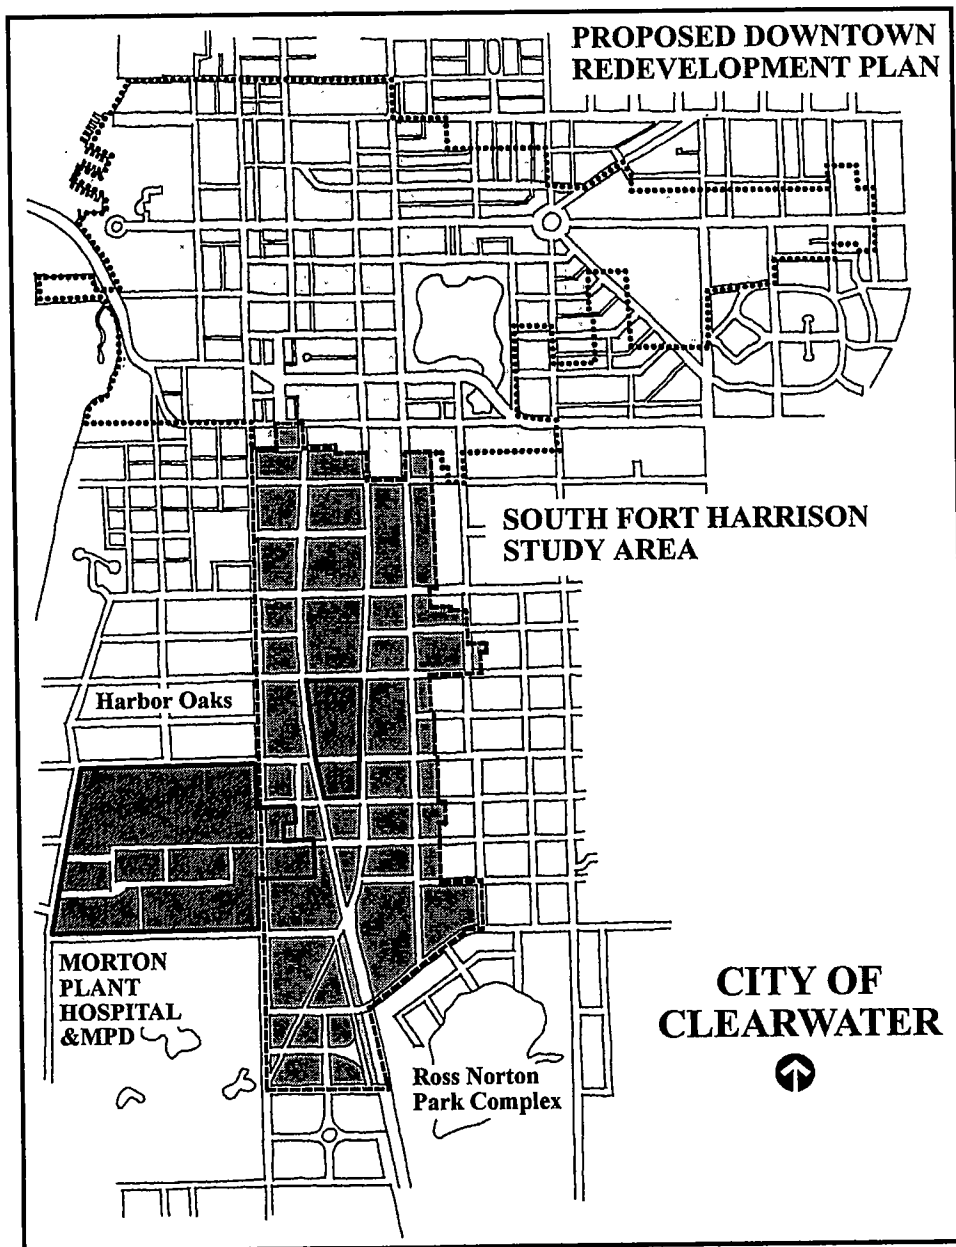 PROPOSED DOWNTOWN
REDEVELOPMENT PLAN
SOUTH FORT HARRISON
STUDY AREA
Harbor Oaks
MORTON
PLANT
HOSPITAL
&MPD
Ross Norton
Park Complex
CITY OF
CLEARWATER